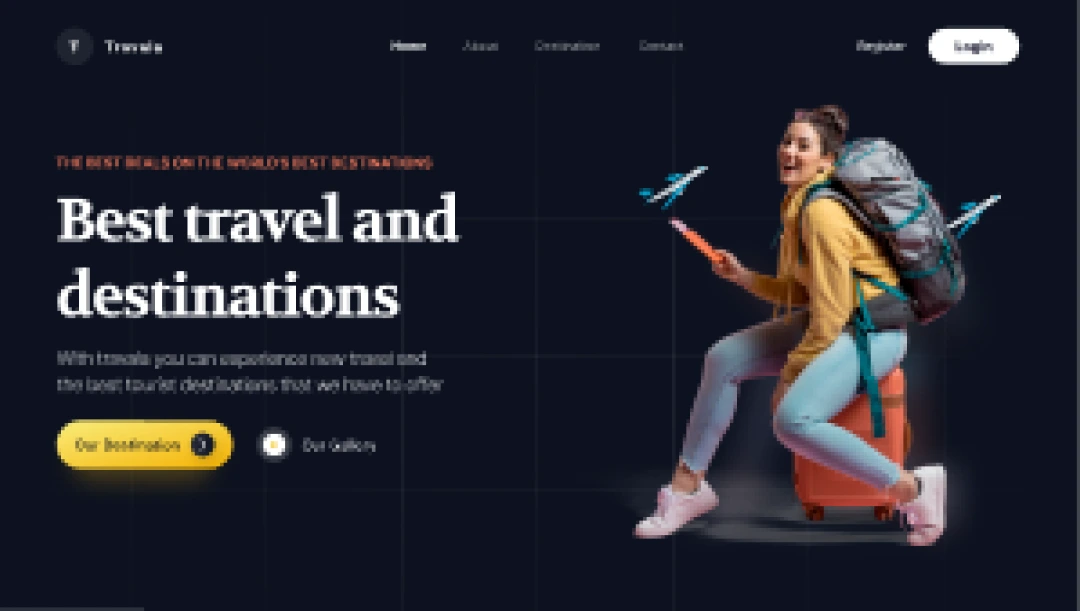 T Travels
Home About Destination Contact
Register Login
THE BEST DEALS ON THE WORLD'S BEST DESTINATIONS
Best travel and
destinations
With travels you can experience new travel and
the best tourist destinations that we have to offer
Our Destination
Our Gallery